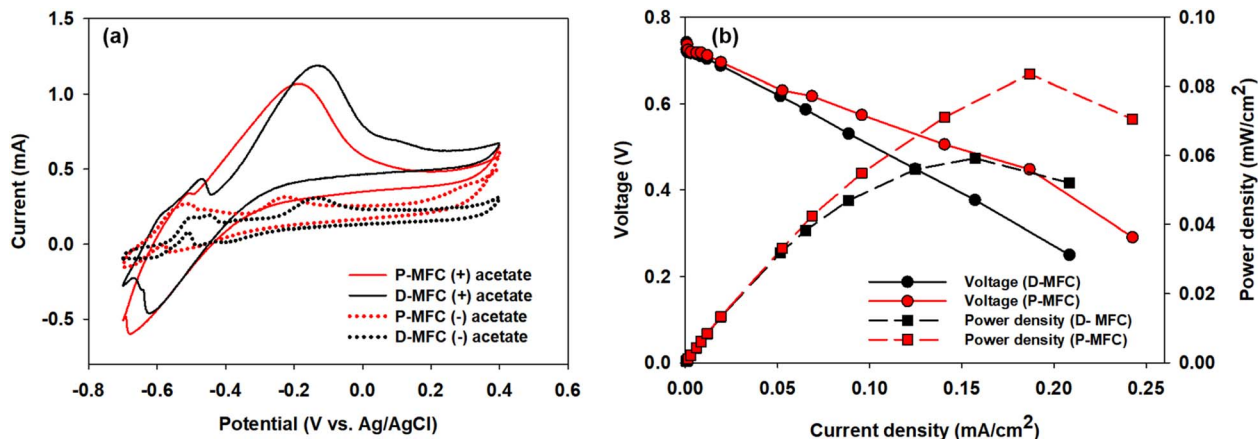 (a)
Current (mA)
1.5
1.0
0.5
0.0
-0.5
P-MFC (+) acetate
D-MFC (+) acetate
P-MFC (-) acetate
D-MFC (-) acetate
-0.8 -0.6 -0.4 -0.2 0.0 0.2 0.4 0.6
Potential (V vs. Ag/AgCl)
(b)
Voltage (V)
0.8
0.6
0.4
0.2
0.0
Voltage (D-MFC)
Voltage (P-MFC)
Power density (D- MFC)
Power density (P-MFC)
0.10
0.08
0.06
0.04
0.02
0.00
Power density (mW/cm2)
0.00 0.05 0.10 0.15 0.20 0.25
Current density (mA/cm2)